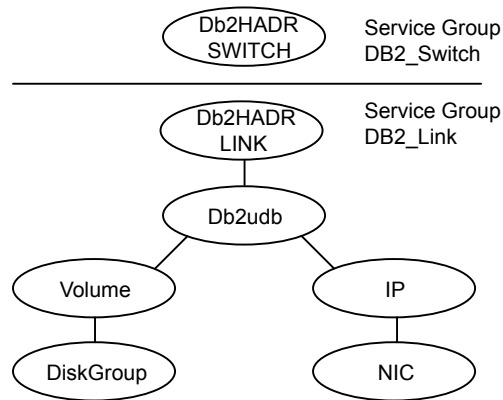 Db2HADR
SWITCH
Service Group
DB2_Switch
Db2HADR
LINK
Service Group
DB2_Link
Db2udb
Volume
IP
DiskGroup
NIC